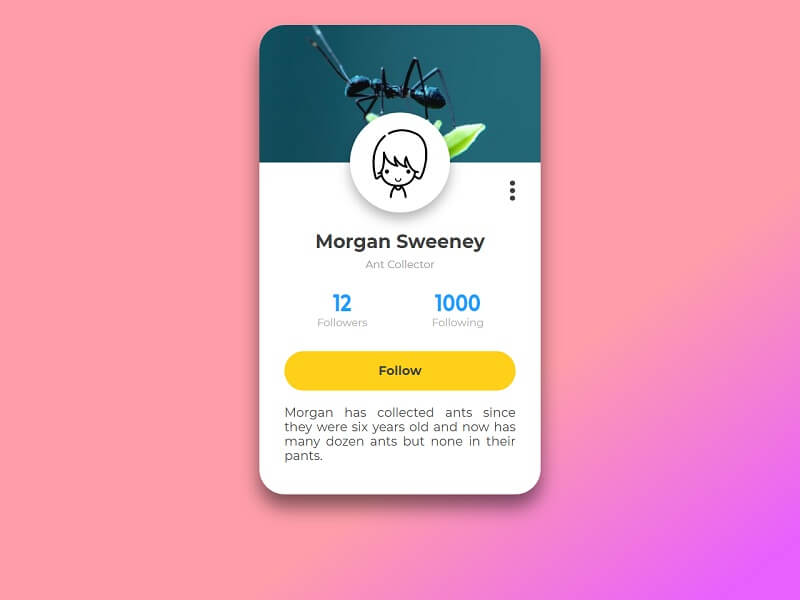 Morgan Sweeney
Ant Collector
12 1000
Followers Following
Follow
Morgan has collected ants since
they were six years old and now has
many dozen ants but none in their
pants.